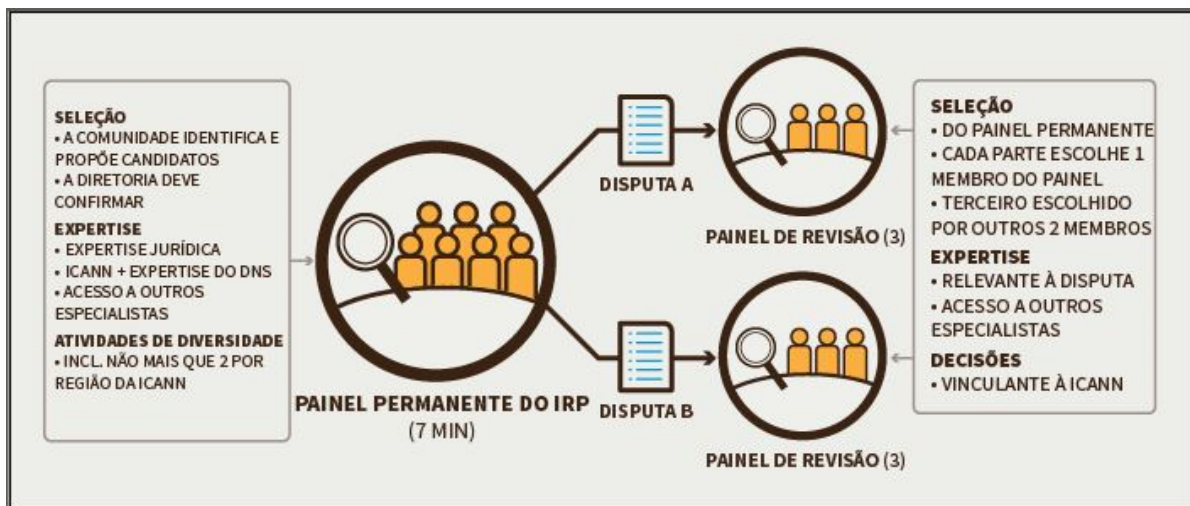 SELEÇÃO
• A COMUNIDADE IDENTIFICA E
PROPÕE CANDIDATOS
• A DIRETORIA DEVE
CONFIRMAR
EXPERTISE
• EXPERTISE JURÍDICA
• ICANN + EXPERTISE DO DNS
• ACESSO A OUTROS
ESPECIALISTAS
ATIVIDADES DE DIVERSIDADE
• INCL. NÃO MAIS QUE 2 POR
REGIÃO DA ICANN
PAINEL PERMANENTE DO IRP
(7 MIN)
DISPUTA A
PAINEL DE REVISÃO (3)
DISPUTA B
PAINEL DE REVISÃO (3)
SELEÇÃO
• DO PAINEL PERMANENTE
• CADA PARTE ESCOLHE 1
MEMBRO DO PAINEL
• TERCEIRO ESCOLHIDO
POR OUTROS 2 MEMBROS
EXPERTISE
• RELEVANTE À DISPUTA
• ACESSO A OUTROS
ESPECIALISTAS
DECISÕES
• VINCULANTE À ICANN